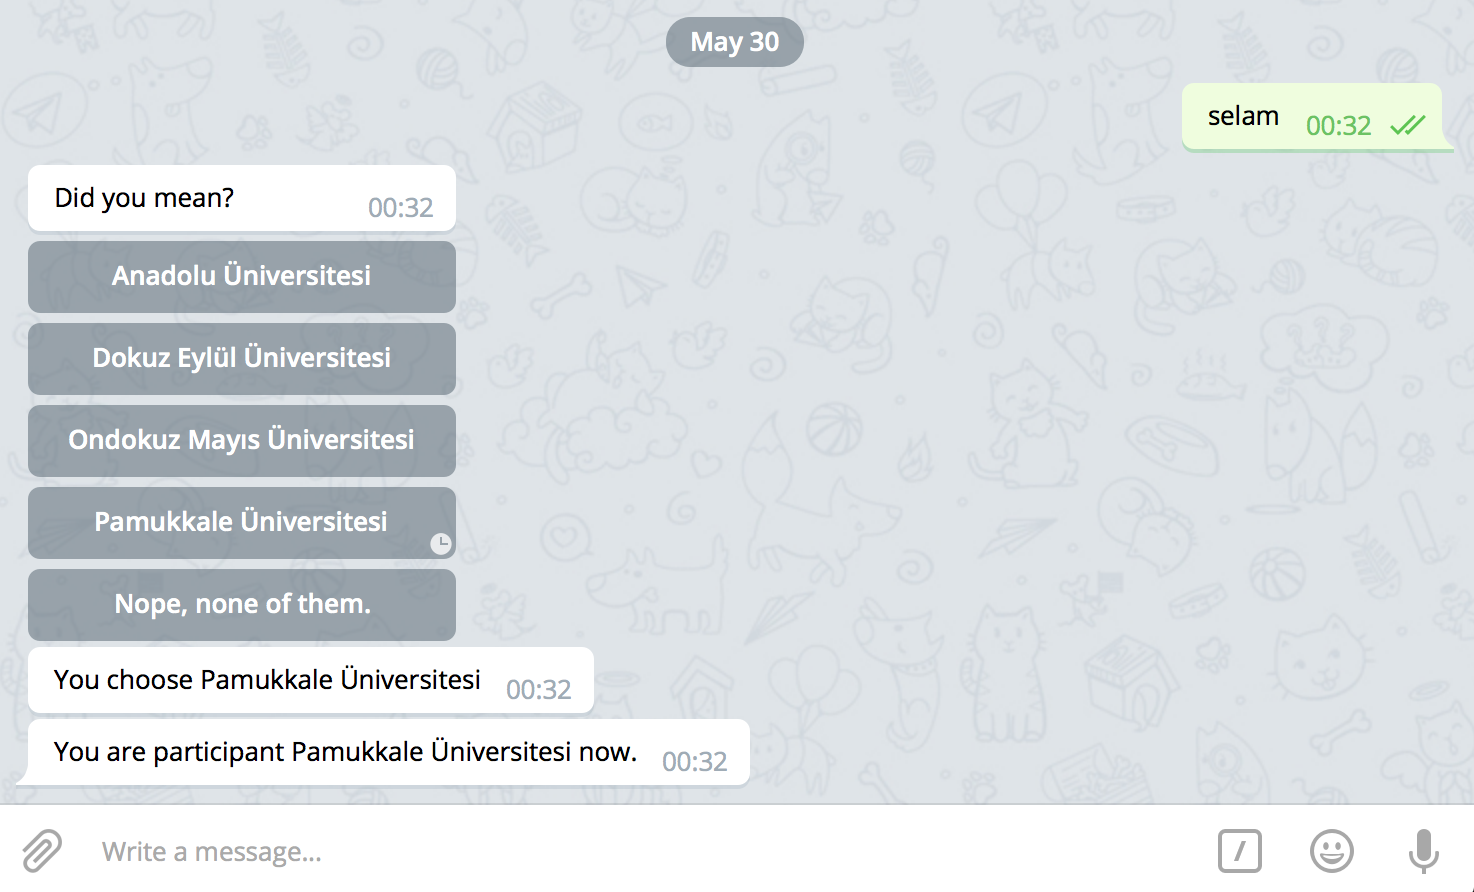 May 30
selam 00:32
Did you mean? 00:32
Anadolu Üniversitesi
Dokuz Eylül Üniversitesi
Ondokuz Mayıs Üniversitesi
Pamukkale Üniversitesi
Nope, none of them.
You choose Pamukkale Üniversitesi 00:32
You are participant Pamukkale Üniversitesi now. 00:32
Write a message...